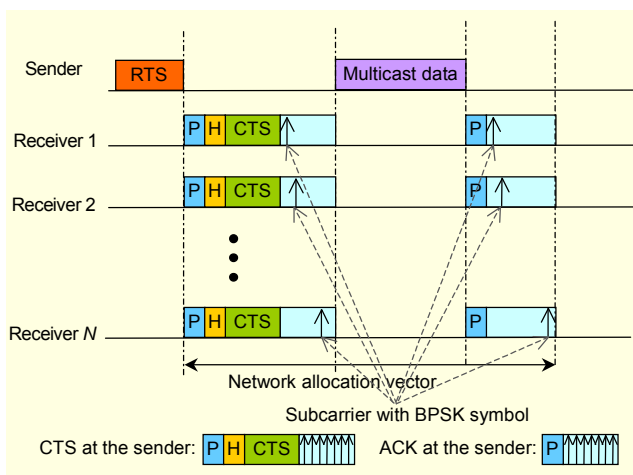 Sender
RTS
Multicast data
Receiver 1
P H CTS
P
Receiver 2
P H CTS
P
Receiver N
P H CTS
P
Network allocation vector
Subcarrier with BPSK symbol
CTS at the sender: P H CTS
ACK at the sender: P